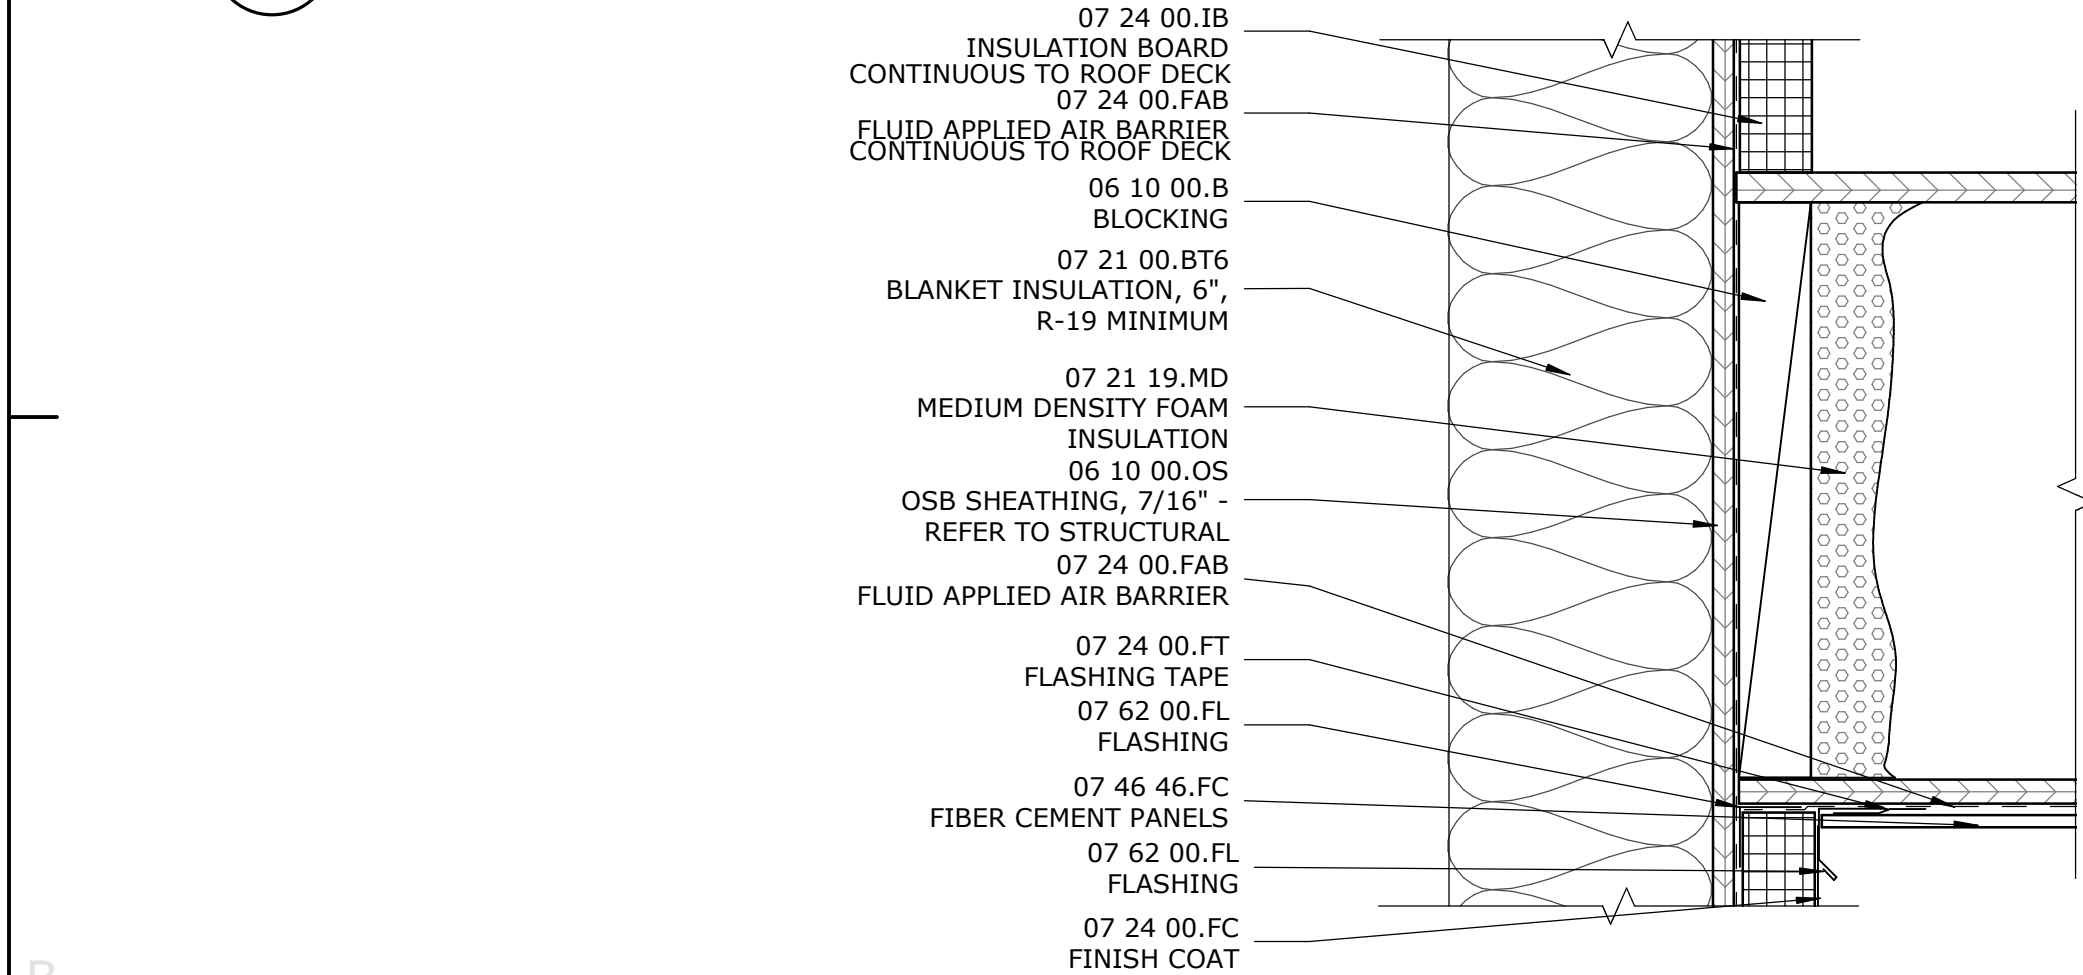 07 24 00.IB
INSULATION BOARD
CONTINUOUS TO ROOF DECK
07 24 00.FAB
FLUID APPLIED AIR BARRIER
CONTINUOUS TO ROOF DECK
06 10 00.B
BLOCKING
07 21 00.BT6
BLANKET INSULATION, 6",
R-19 MINIMUM
07 21 19.MD
MEDIUM DENSITY FOAM
INSULATION
06 10 00.OS
OSB SHEATHING, 7/16" -
REFER TO STRUCTURAL
07 24 00.FAB
FLUID APPLIED AIR BARRIER
07 24 00.FT
FLASHING TAPE
07 62 00.FL
FLASHING
07 46 46.FC
FIBER CEMENT PANELS
07 62 00.FL
FLASHING
07 24 00.FC
FINISH COAT